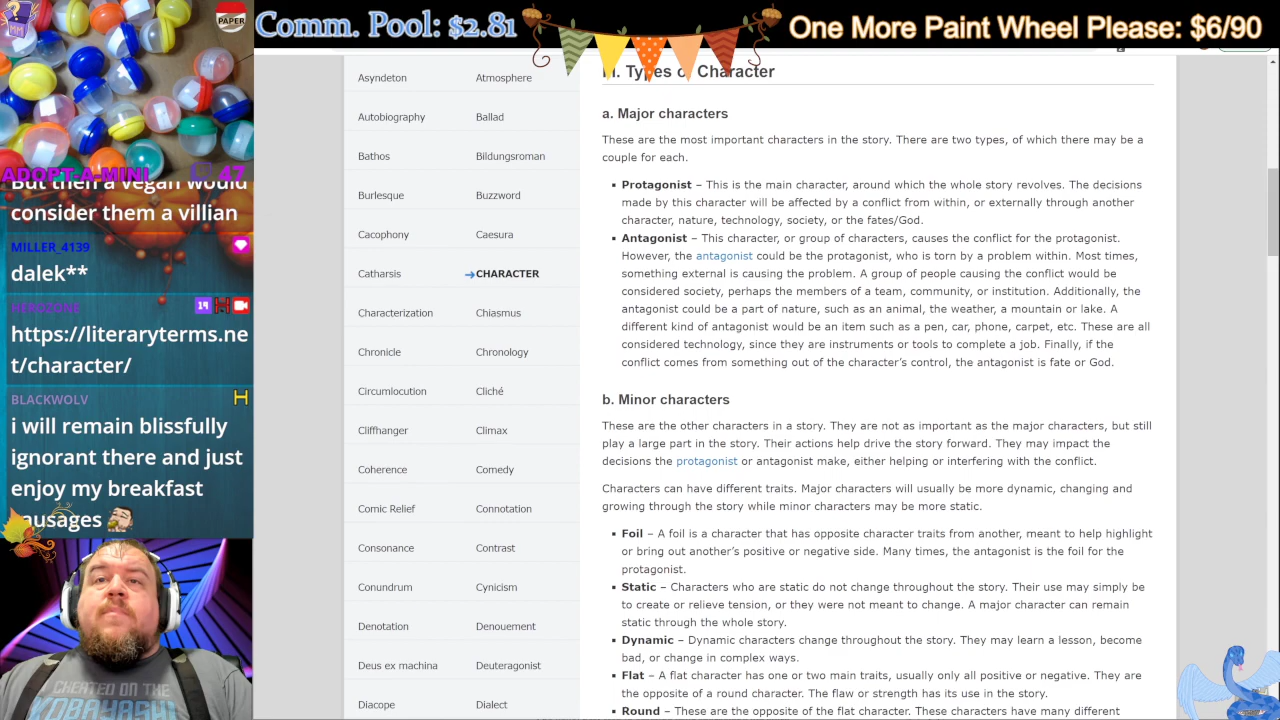 PAPER
Comm. Pool: $2.81
One More Paint Wheel Please: $6/90
ADOPT-A-MINI
47
But then a vegan would
consider them a villian
MILLER_4139
dalek**
HEROZONE
https://literaryterms.ne
t/character/
BLACKWOLV
i will remain blissfully
ignorant there and just
enjoy my breakfast
sausages
CHEATED ON THE
KOBAYASHI
Asyndeton Atmosphere
Autobiography Ballad
Bathos Bildungsroman
Burlesque Buzzword
Cacophony Caesura
Catharsis ➔CHARACTER
Characterization Chiasmus
Chronicle Chronology
Circumlocution Cliché
Cliffhanger Climax
Coherence Comedy
Comic Relief Connotation
Consonance Contrast
Conundrum Cynicism
Denotation Denouement
Deus ex machina Deuteragonist
Diacope Dialect
Types of Character
a. Major characters
These are the most important characters in the story. There are two types, of which there may be a
couple for each.
▪ Protagonist – This is the main character, around which the whole story revolves. The decisions
made by this character will be affected by a conflict from within, or externally through another
character, nature, technology, society, or the fates/God.
▪ Antagonist – This character, or group of characters, causes the conflict for the protagonist.
However, the antagonist could be the protagonist, who is torn by a problem within. Most times,
something external is causing the problem. A group of people causing the conflict would be
considered society, perhaps the members of a team, community, or institution. Additionally, the
antagonist could be a part of nature, such as an animal, the weather, a mountain or lake. A
different kind of antagonist would be an item such as a pen, car, phone, carpet, etc. These are all
considered technology, since they are instruments or tools to complete a job. Finally, if the
conflict comes from something out of the character's control, the antagonist is fate or God.
b. Minor characters
These are the other characters in a story. They are not as important as the major characters, but still
play a large part in the story. Their actions help drive the story forward. They may impact the
decisions the protagonist or antagonist make, either helping or interfering with the conflict.
Characters can have different traits. Major characters will usually be more dynamic, changing and
growing through the story while minor characters may be more static.
▪ Foil – A foil is a character that has opposite character traits from another, meant to help highlight
or bring out another's positive or negative side. Many times, the antagonist is the foil for the
protagonist.
▪ Static – Characters who are static do not change throughout the story. Their use may simply be
to create or relieve tension, or they were not meant to change. A major character can remain
static through the whole story.
▪ Dynamic – Dynamic characters change throughout the story. They may learn a lesson, become
bad, or change in complex ways.
▪ Flat – A flat character has one or two main traits, usually only all positive or negative. They are
the opposite of a round character. The flaw or strength has its use in the story.
▪ Round – These are the opposite of the flat character. These characters have many different